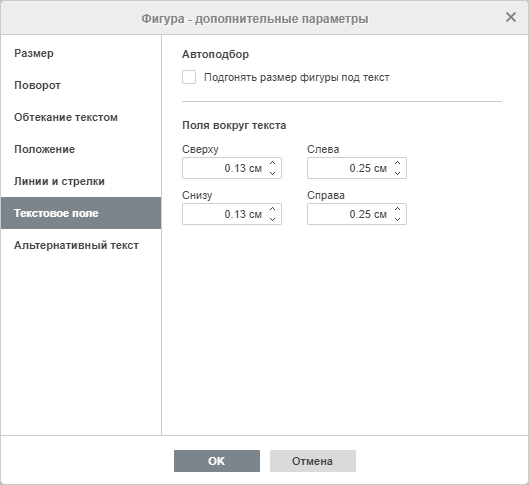 Фигура - дополнительные параметры
Размер
Поворот
Обтекание текстом
Положение
Линии и стрелки
Текстовое поле
Альтернативный текст
Автоподбор
Подгонять размер фигуры под текст
Поля вокруг текста
Сверху Слева
0.13 см 0.25 см
Снизу Справа
0.13 см 0.25 см
OK Отмена